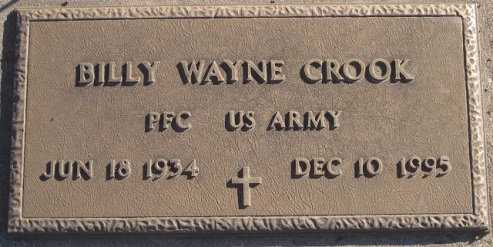 BILLY WAYNE CROOK
PFC US ARMY
JUN 18 1934 DEC 10 1995